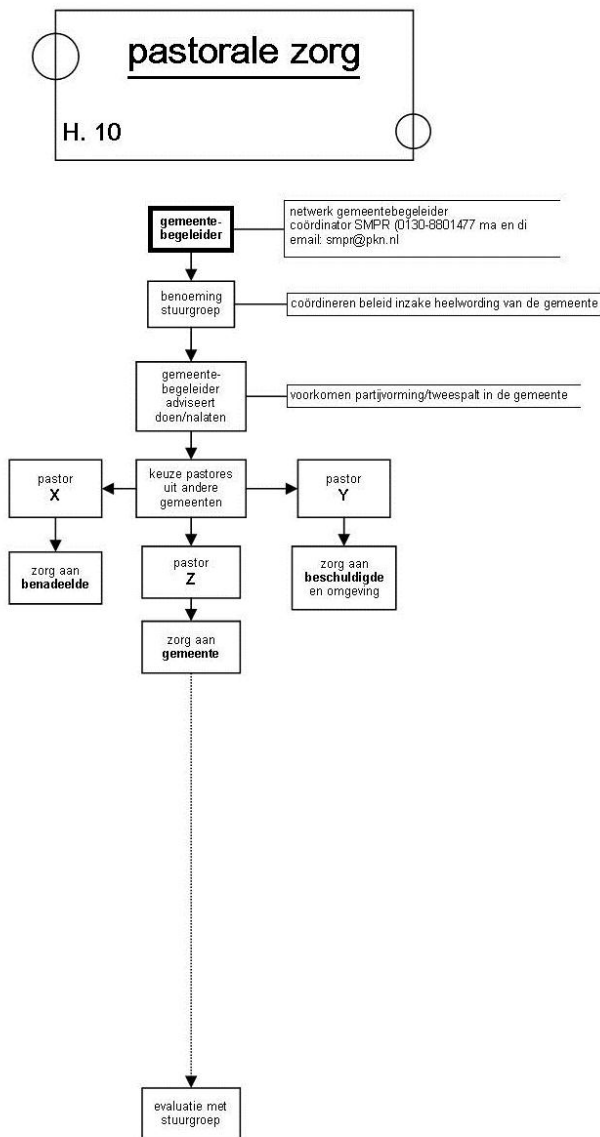 pastorale zorg
H. 10
gemeente-
begeleider
netwerk gemeentebegeleider
coördinator SMPR (0130-8801477 ma en di
email: smpr@pkn.nl
benoeming
stuurgroep
coördineren beleid inzake heelwording van de gemeente
gemeente-
begeleider
adviseert
doen/nalaten
voorkomen partijvorming/tweespalt in de gemeente
pastor
X
keuze pastores
uit andere
gemeenten
pastor
Y
zorg aan
benadeelde
pastor
Z
zorg aan
beschuldigde
en omgeving
zorg aan
gemeente
evaluatie met
stuurgroep